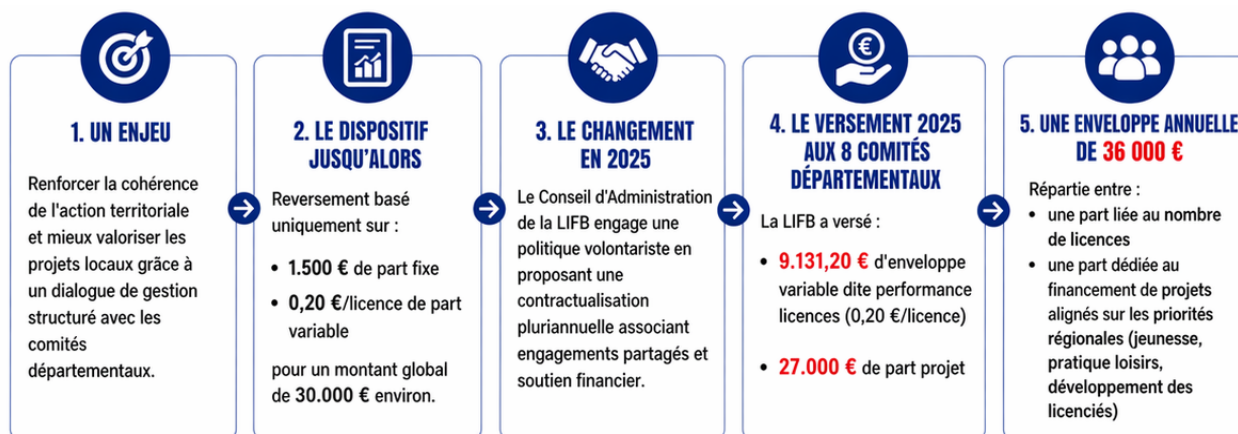 1. UN ENJEU
Renforcer la cohérence
de l'action territoriale
et mieux valoriser les
projets locaux grâce à
un dialogue de gestion
structuré avec les
comités
départementaux.
2. LE DISPOSITIF
JUSQU'ALORS
Reversement basé
uniquement sur :
• 1.500 € de part fixe
• 0,20 €/licence de part
variable
pour un montant global
de 30.000 € environ.
3. LE CHANGEMENT
EN 2025
Le Conseil d'Administration
de la LIFB engage une
politique volontariste en
proposant une
contractualisation
pluriannuelle associant
engagements partagés et
soutien financier.
€
4. LE VERSEMENT 2025
AUX 8 COMITÉS
DÉPARTEMENTAUX
La LIFB a versé :
• 9.131,20 € d'enveloppe
variable dite performance
licences (0,20 €/licence)
• 27.000 € de part projet
5. UNE ENVELOPPE ANNUELLE
DE 36 000 €
Répartie entre :
• une part liée au nombre
de licences
• une part dédiée au
financement de projets
alignés sur les priorités
régionales (jeunesse,
pratique loisirs,
développement des
licenciés)